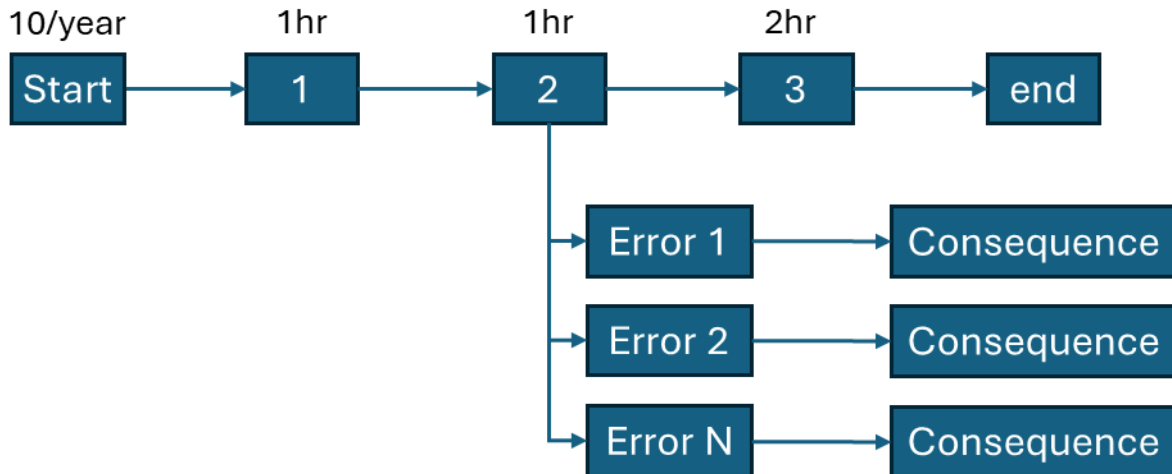 10/year 1hr 1hr 2hr
Start 1 2 3 end
Error 1 Consequence
Error 2 Consequence
Error N Consequence